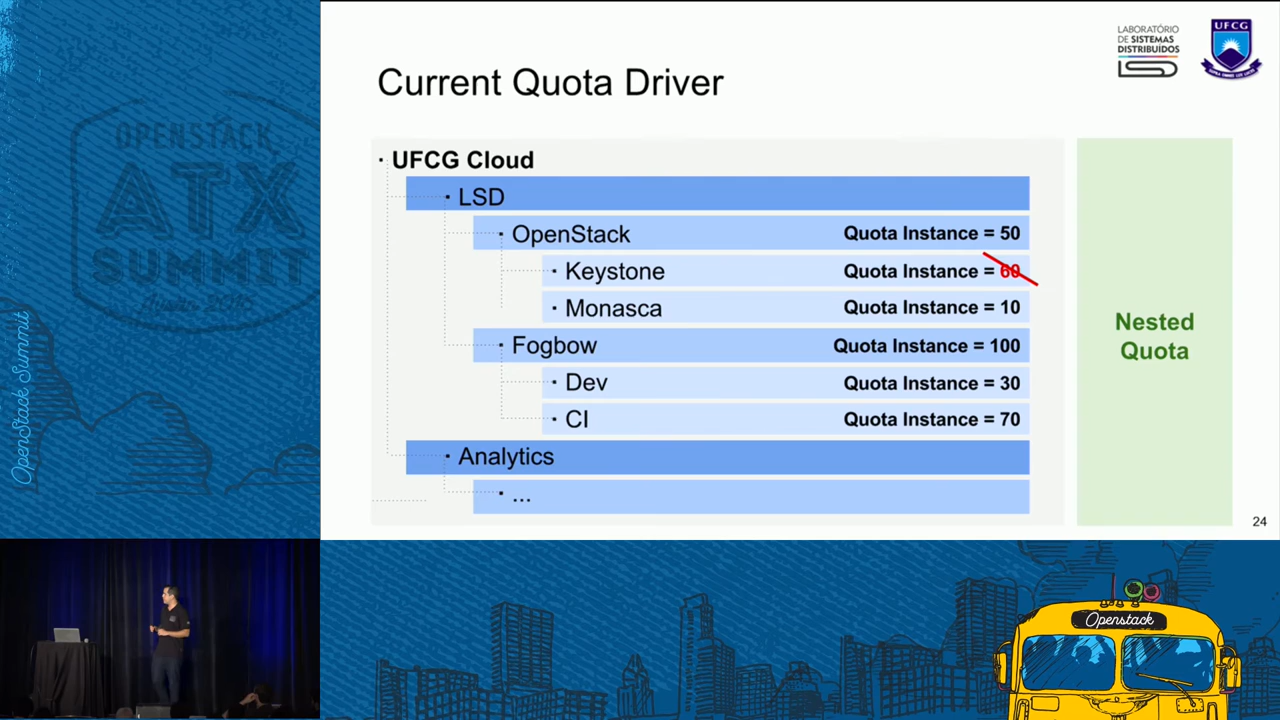 OPENSTACK
ATX
SUMMIT
Austin 2016
OpenStack Summit
LABORATÓRIO
DE SISTEMAS
DISTRIBUÍDOS
LSD
UFCG
Current Quota Driver
· UFCG Cloud
· LSD
· OpenStack Quota Instance = 50
· Keystone Quota Instance = 60
· Monasca Quota Instance = 10
· Fogbow Quota Instance = 100
· Dev Quota Instance = 30
· CI Quota Instance = 70
· Analytics
· ...
Nested
Quota
24
Openstack